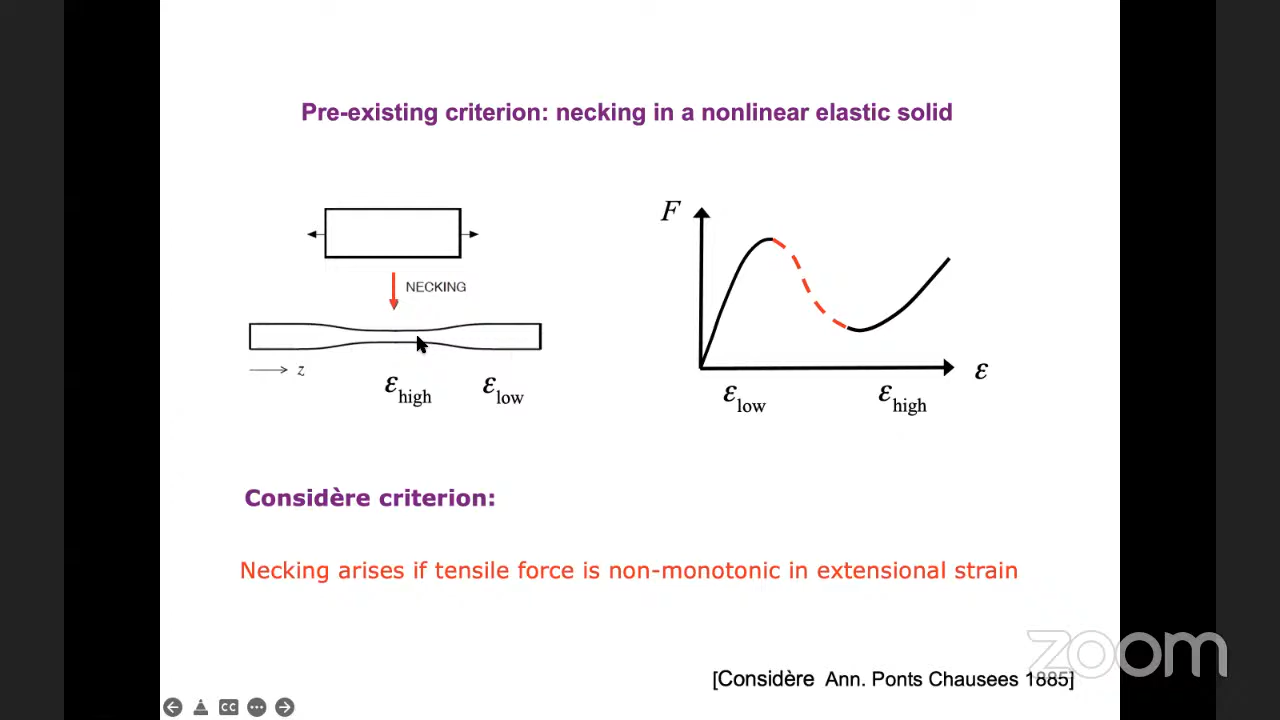 Pre-existing criterion: necking in a nonlinear elastic solid
F
NECKING
z
ε high
ε low
ε low
ε high
ε
Considère criterion:
Necking arises if tensile force is non-monotonic in extensional strain
zoom
[Considère Ann. Ponts Chausees 1885]
CC